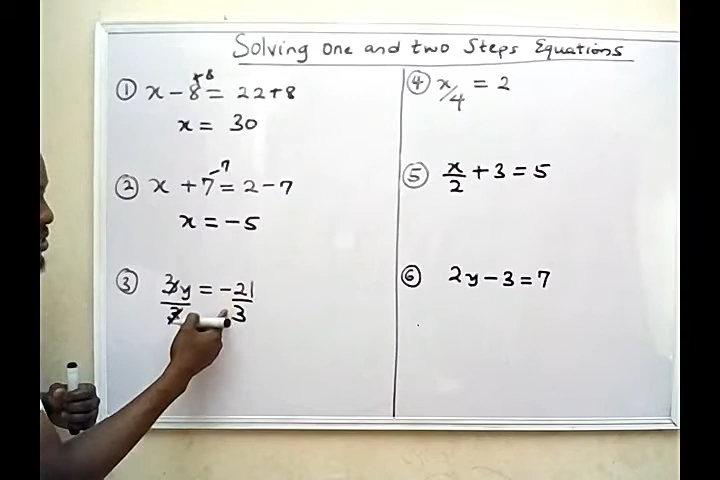 Solving One and two Steps Equations
① x - 8 +8 = 22+8
x = 30
② x + 7 -7 = 2 - 7
x = -5
③ 3y = -21
3 3
④ x/4 = 2
⑤ x/2 + 3 = 5
⑥ 2y - 3 = 7